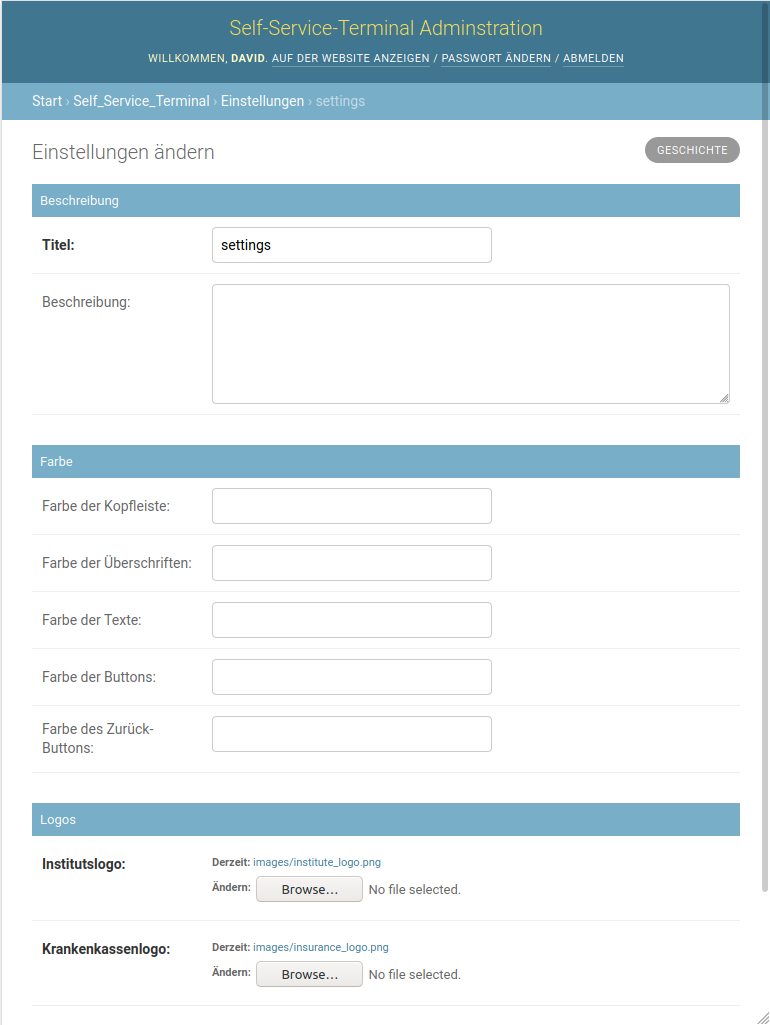 Self-Service-Terminal Adminstration
WILLKOMMEN, DAVID. AUF DER WEBSITE ANZEIGEN / PASSWORT ÄNDERN / ABMELDEN
Start › Self_Service_Terminal › Einstellungen › settings
Einstellungen ändern
GESCHICHTE
Beschreibung
Titel:
settings
Beschreibung:
Farbe
Farbe der Kopfleiste:
Farbe der Überschriften:
Farbe der Texte:
Farbe der Buttons:
Farbe des Zurück-
Buttons:
Logos
Institutslogo:
Derzeit: images/institute_logo.png
Ändern: Browse... No file selected.
Krankenkassenlogo:
Derzeit: images/insurance_logo.png
Ändern: Browse... No file selected.